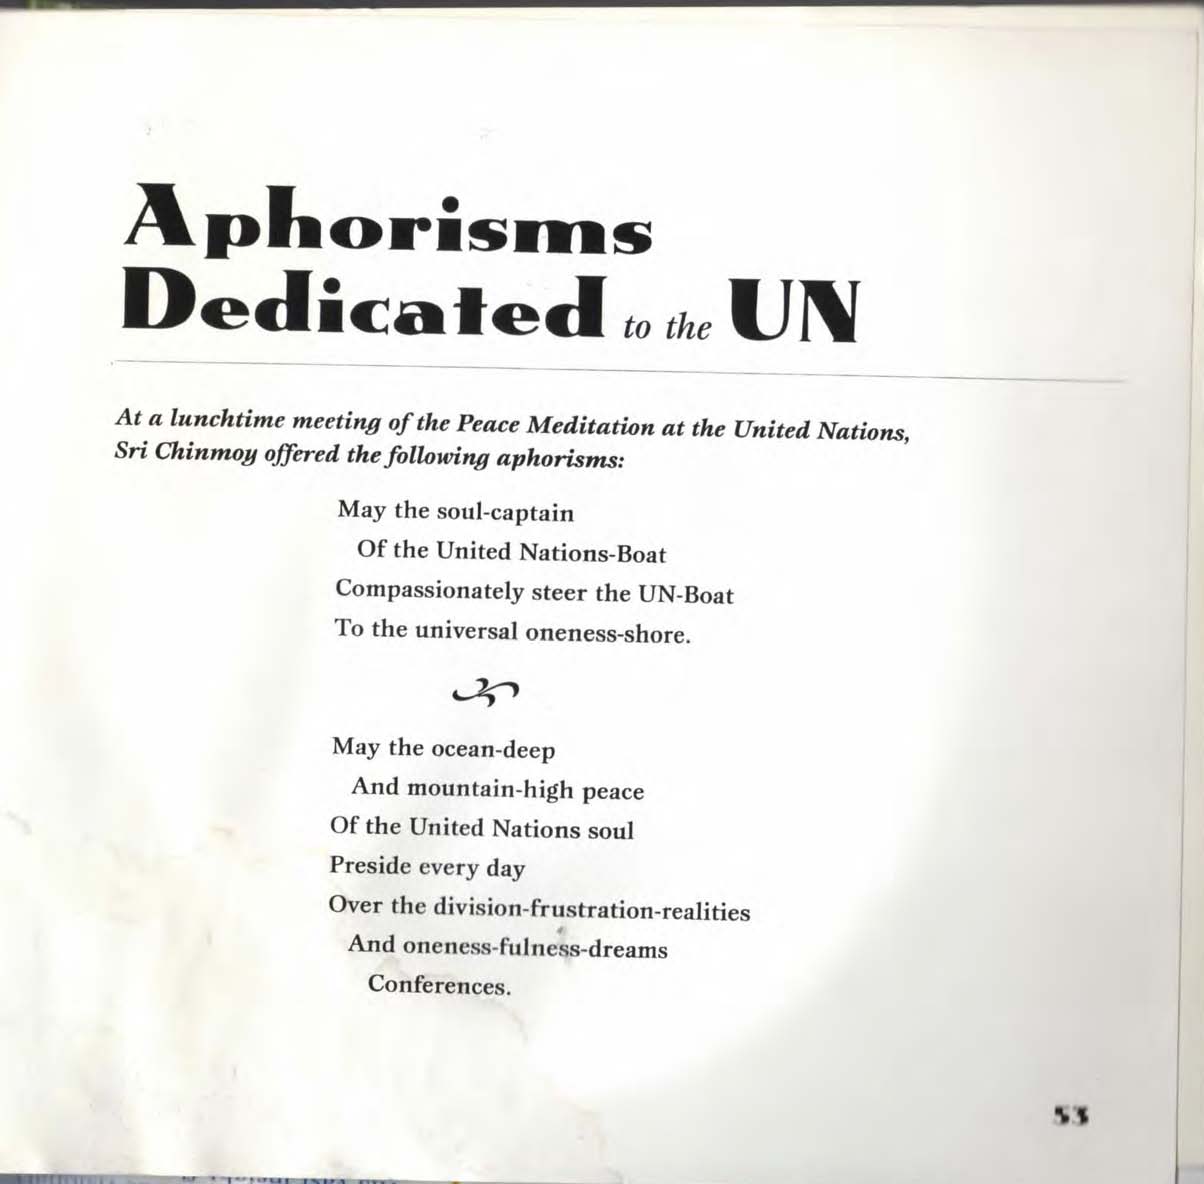 Aphorisms
Dedicated to the UN
At a lunchtime meeting of the Peace Meditation at the United Nations,
Sri Chinmoy offered the following aphorisms:
May the soul-captain
Of the United Nations-Boat
Compassionately steer the UN-Boat
To the universal oneness-shore.
May the ocean-deep
And mountain-high peace
Of the United Nations soul
Preside every day
Over the division-frustration-realities
And oneness-fulness-dreams
Conferences.
53